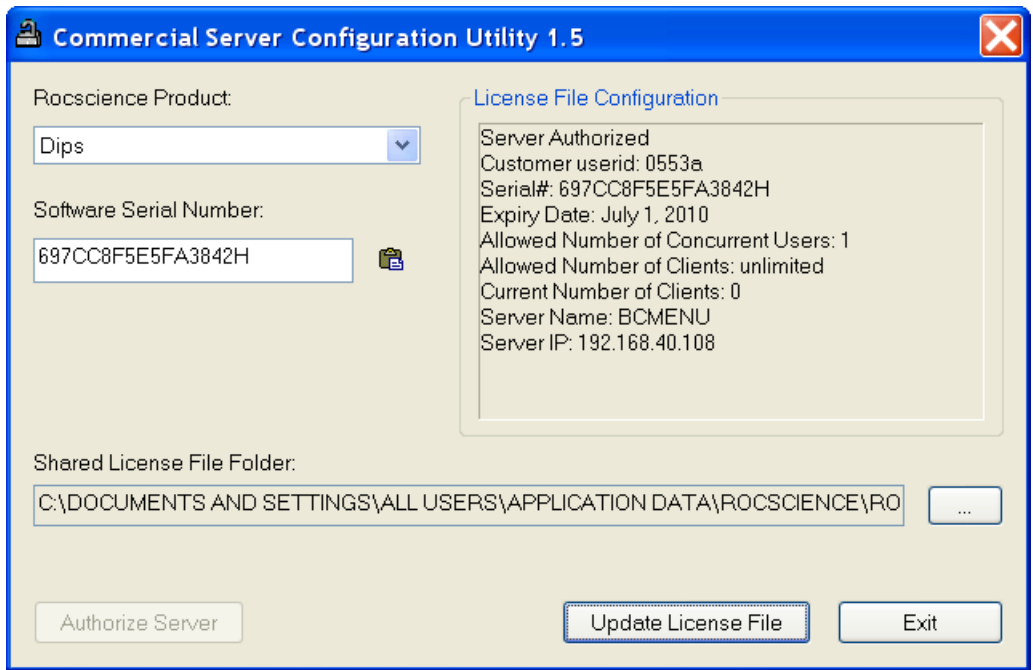 Commercial Server Configuration Utility 1.5
Rocscience Product:
Dips
Software Serial Number:
697CC8F5E5FA3842H
License File Configuration
Server Authorized
Customer userid: 0553a
Serial#: 697CC8F5E5FA3842H
Expiry Date: July 1, 2010
Allowed Number of Concurrent Users: 1
Allowed Number of Clients: unlimited
Current Number of Clients: 0
Server Name: BCMENU
Server IP: 192.168.40.108
Shared License File Folder:
C:\DOCUMENTS AND SETTINGS\ALL USERS\APPLICATION DATA\ROCSCIENCE\RO
...
Authorize Server
Update License File
Exit